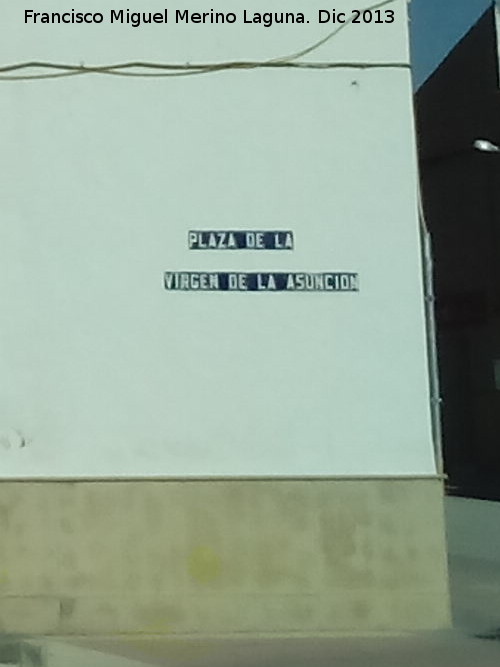 Francisco Miguel Merino Laguna. Dic 2013
PLAZA DE LA
VIRGEN DE LA ASUNCION